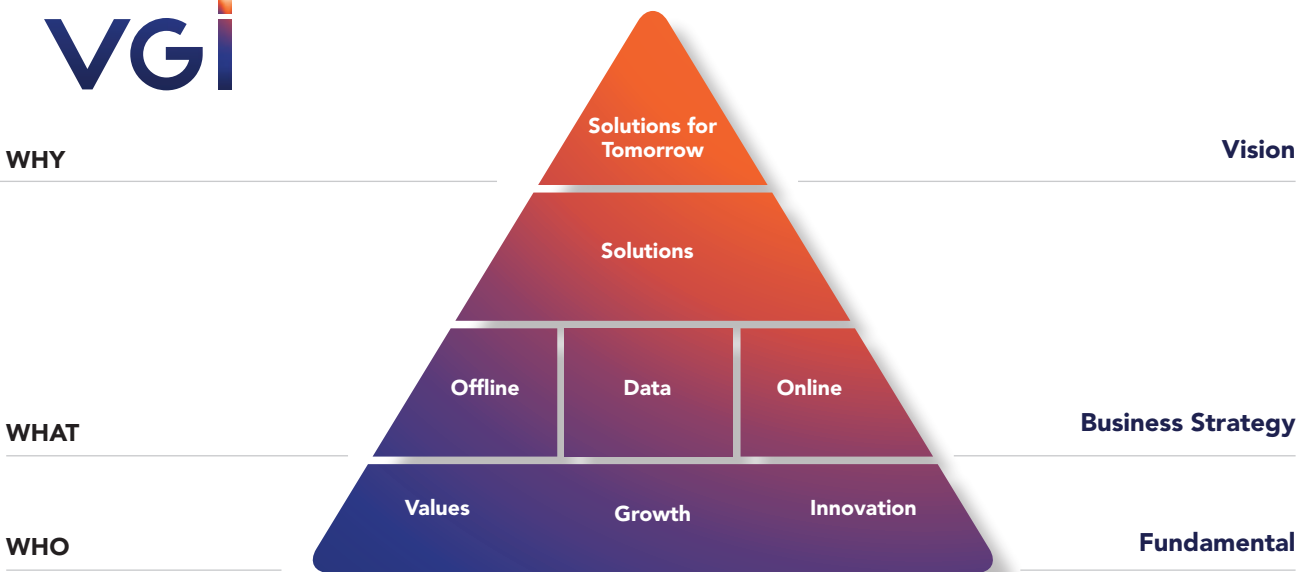 VGi
Solutions for
Tomorrow
WHY
Vision
Solutions
Offline
Data
Online
WHAT
Business Strategy
Values
Growth
Innovation
WHO
Fundamental